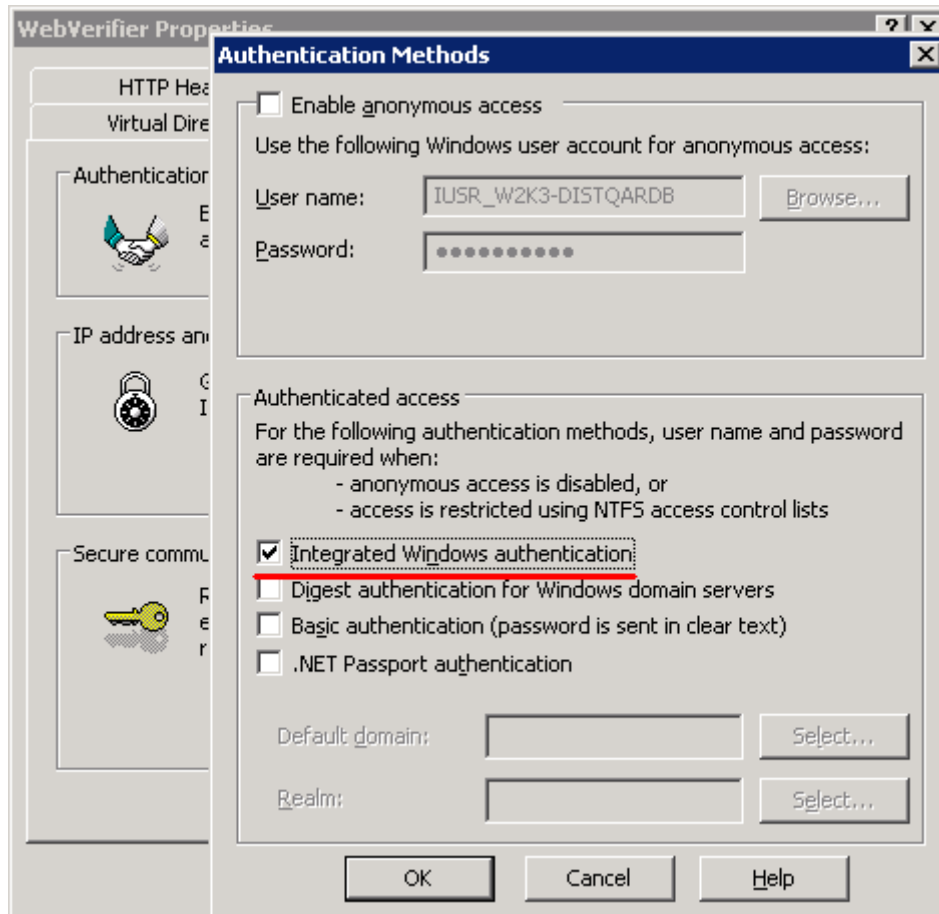 WebVerifier Properties
Authentication Methods
HTTP Hea
Virtual Dire
Enable anonymous access
Use the following Windows user account for anonymous access:
User name:
IUSR_W2K3-DISTQARDB
Browse...
Password:
Authentication
IP address an
Authenticated access
For the following authentication methods, user name and password
are required when:
- anonymous access is disabled, or
- access is restricted using NTFS access control lists
Secure commu
Integrated Windows authentication
Digest authentication for Windows domain servers
Basic authentication (password is sent in clear text)
.NET Passport authentication
Default domain:
Select...
Realm:
Select...
OK
Cancel
Help